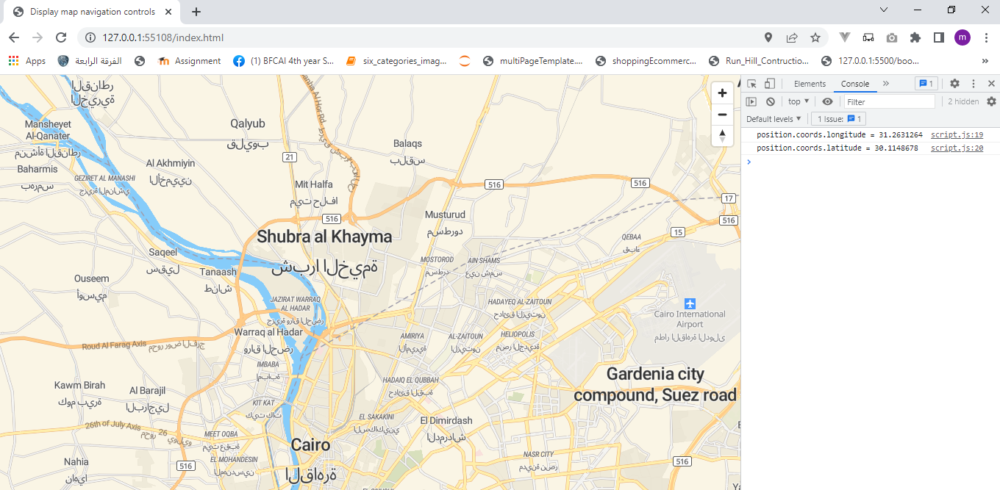 Display map navigation controls
127.0.0.1:55108/index.html
m
Apps
الفرقة الرابعة
Assignment
(1) BFCAI 4th year S...
six_categories_imag...
multiPageTemplate....
shoppingEcommerc...
Run_Hill_Contructio...
127.0.0.1:5500/boo...
»
القناطر
الخيرية
Mansheyet
Al-Qanater
منشأة القناطر
Baharmis
بهرمس
GEZIRET AL MANASHI
جزيرة المناشي
Al Akhmiyin
الأخميين
Qalyub
قليوب
21
Mit Halfa
ميت حلفا
516
Balaqs
بلقس
516
516
17
516
15
Musturud
مسطرد
Shubra al Khayma
شبرا الخيمة
Saqeel
سقيل
Tanaash
طناش
Ouseem
أوسيم
MOSTOROD
مسطرد
AIN SHAMS
عين شمس
QEBAA
قباء
JAZIRAT WARRAQ
AL HADAR
جزيرة وراق الحضر
HADAYEQ AL-ZAITOUN
حدائق الزيتون
Cairo International
Airport
مطار القاهرة الدولي
Warraq al Hadar
وراق الحضر
Roud Al Farag Axis
محور روض الفرج
AMIRIYA
الأميرية
AL-ZAITOUN
الزيتون
HELIOPOLIS
مصر الجديدة
IMBABA
إمبابة
Gardenia city
compound, Suez road
Kawm Birah
كوم بيرة
Al Barajil
البراجيل
HADAIQ EL QUBBAH
حدائق القبة
KIT KAT
كيت كات
26th of July Axis
محور 26 يوليو
EL SAKAKINI
السكاكيني
El Dimirdash
الدمرداش
MEET OQBA
ميت عقبة
Cairo
القاهرة
EL MOHANDESIN
المهندسين
NASR CITY
مدينة نصر
Nahia
ناهيا
516
516
Elements
Console
»
1
top
Filter
2 hidden
Default levels
1 Issue:
1
position.coords.longitude = 31.2631264
script.js:19
position.coords.latitude = 30.1148678
script.js:20